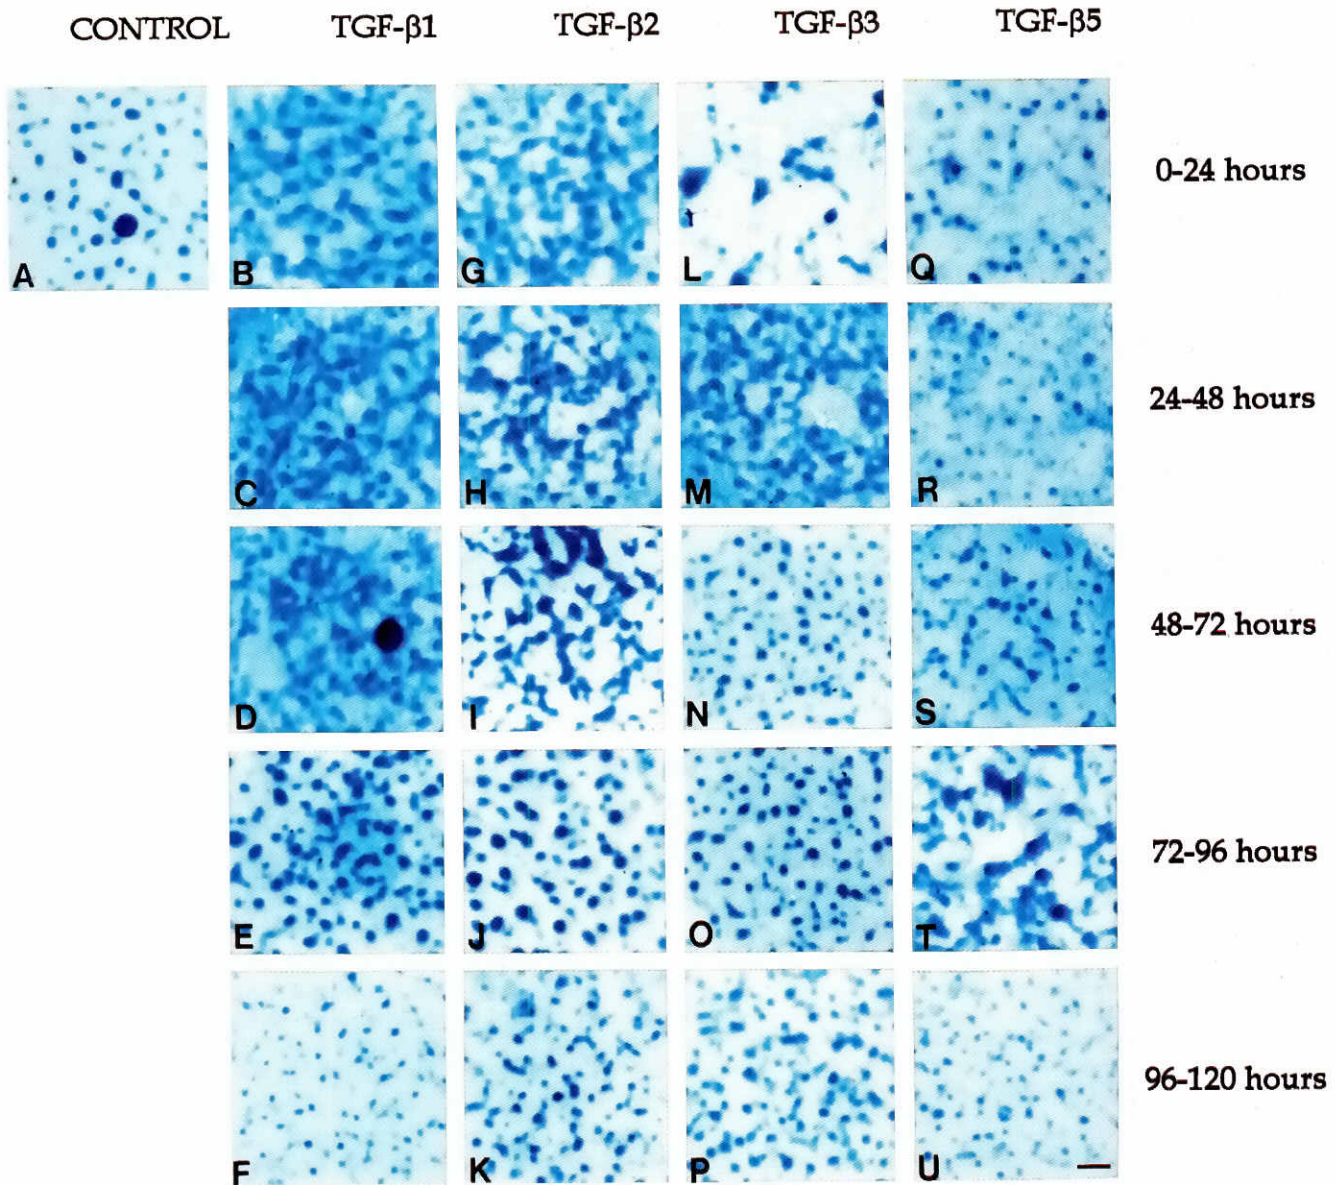 CONTROL TGF-β1 TGF-β2 TGF-β3 TGF-β5
A B G L Q 0-24 hours
C H M R 24-48 hours
D I N S 48-72 hours
E J O T 72-96 hours
F K P U 96-120 hours